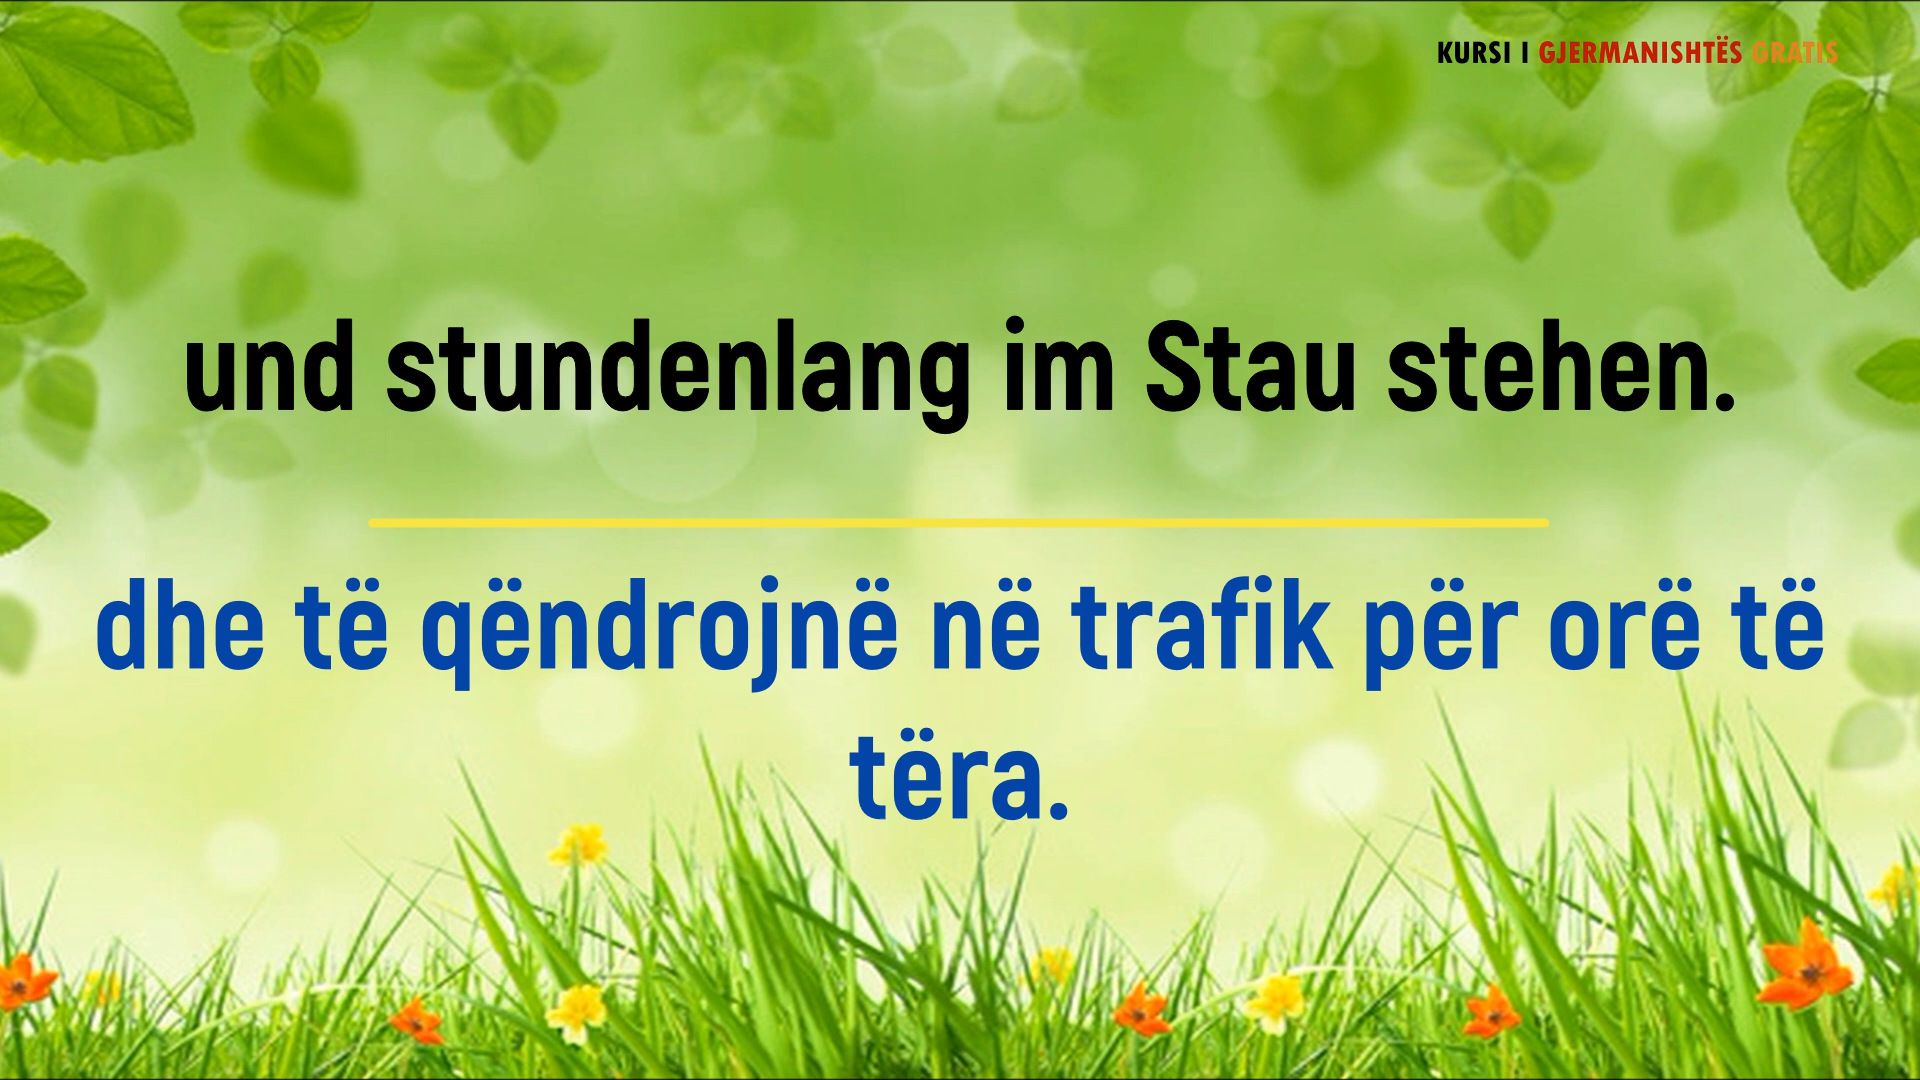 KURSI I GJERMANISHTËS GRATIS
und stundenlang im Stau stehen.
dhe të qëndrojnë në trafik për orë të
tëra.